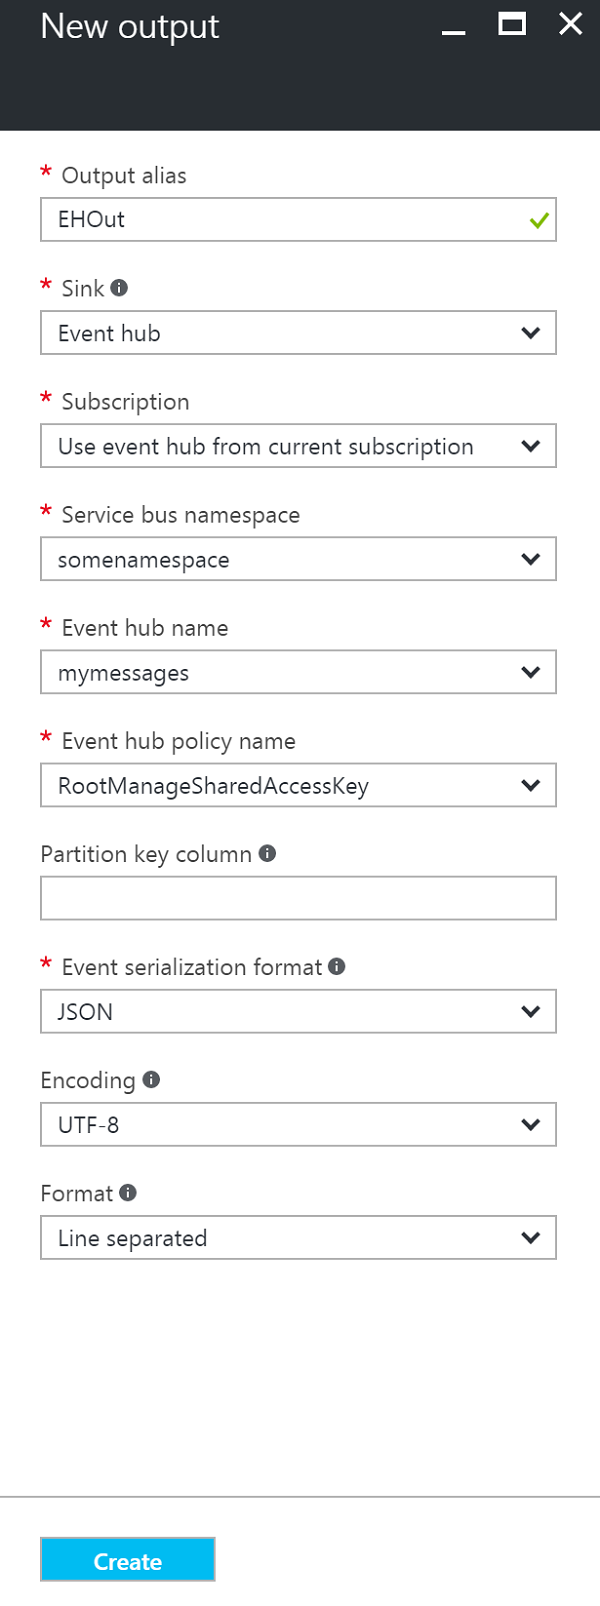 New output
* Output alias
EHOut
* Sink
Event hub
* Subscription
Use event hub from current subscription
* Service bus namespace
somenamespace
* Event hub name
mymessages
* Event hub policy name
RootManageSharedAccessKey
Partition key column
* Event serialization format
JSON
Encoding
UTF-8
Format
Line separated
Create